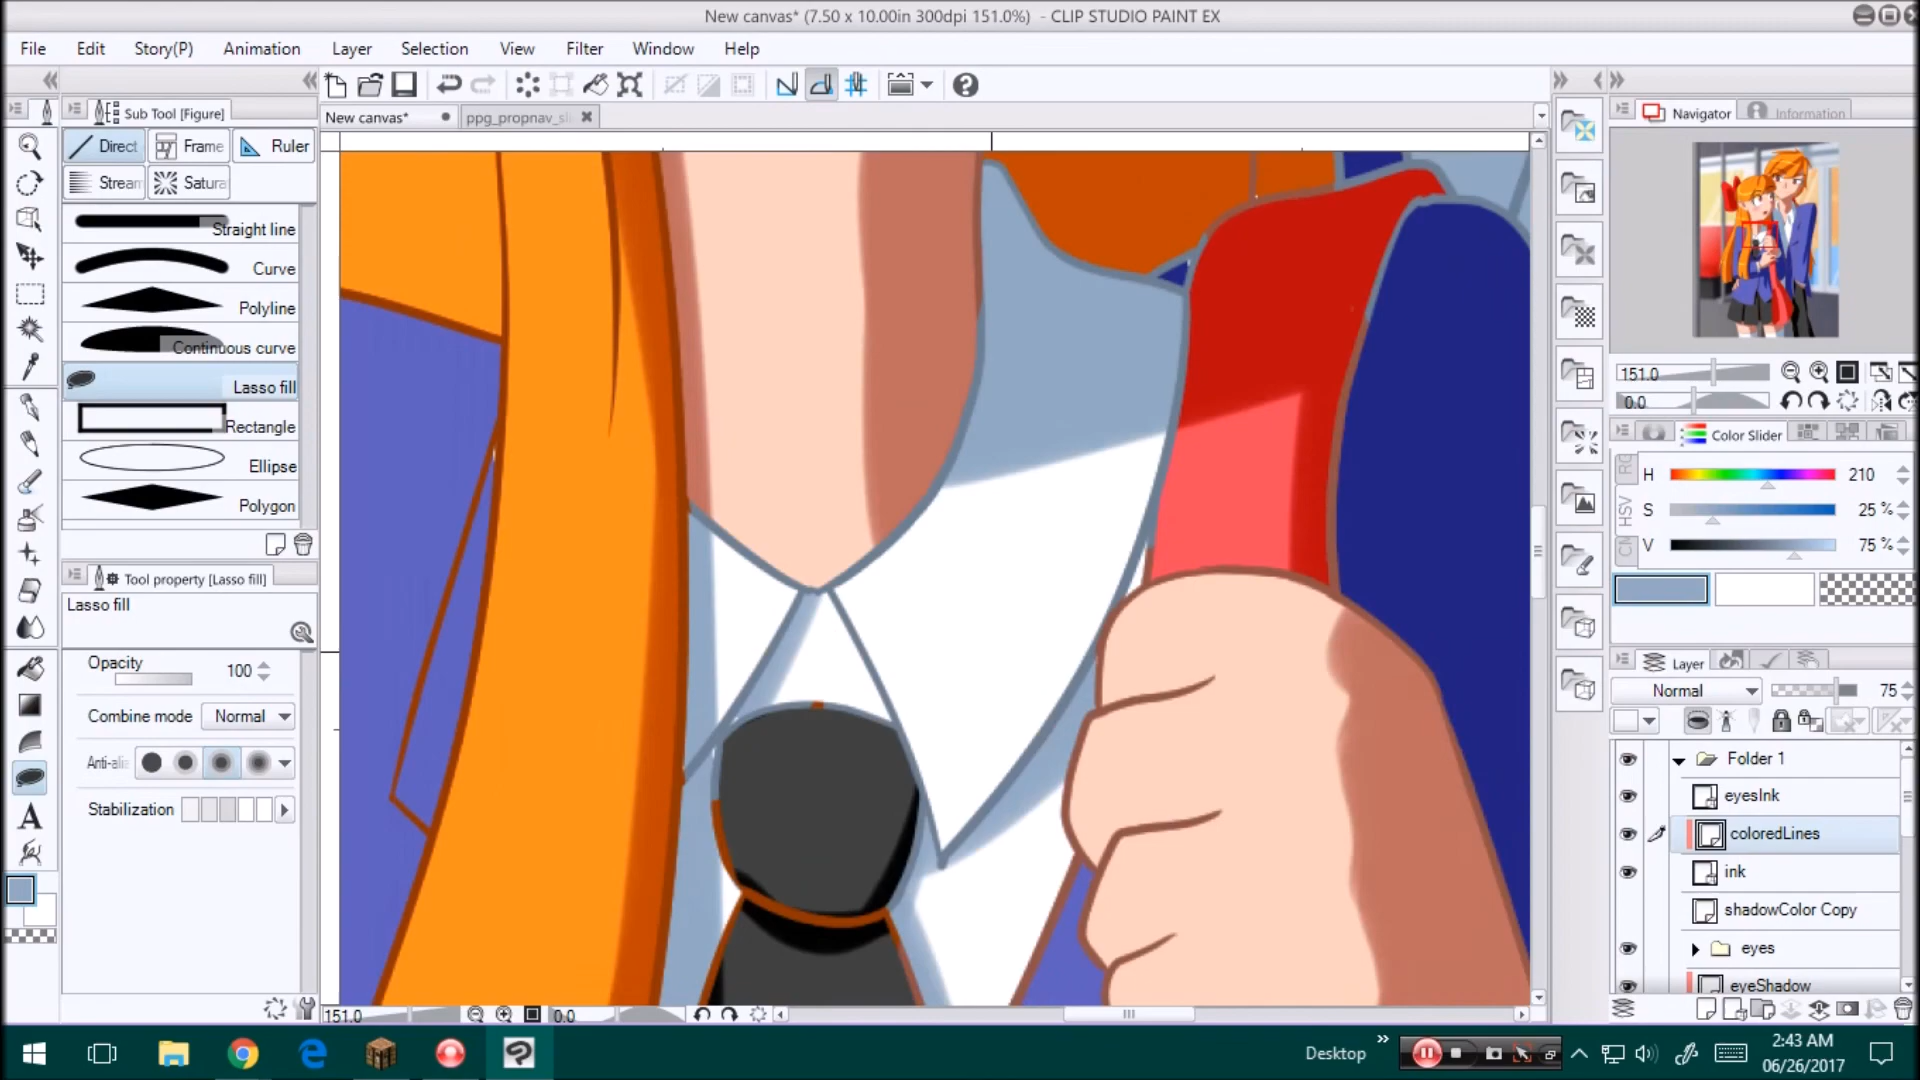 New canvas* (7.50 x 10.00in 300dpi 151.0%) - CLIP STUDIO PAINT EX
File Edit Story(P) Animation Layer Selection View Filter Window Help
Sub Tool [Figure]
New canvas*
ppg_propnav_sli
Navigator
Information
Direct
Frame
Ruler
Strean
Satura
Straight line
Curve
Polyline
Continuous curve
Lasso fill
Rectangle
Ellipse
Polygon
Tool property [Lasso fill]
Lasso fill
Opacity 100
Combine mode Normal
Anti-alia
Stabilization
151.0
0.0
151.0
0.0
Color Slider
HSV
H 210
S 25 %
V 75 %
Layer
Normal 75
Folder 1
eyesInk
coloredLines
ink
shadowColor Copy
eyes
eyeShadow
A
Desktop
2:43 AM
06/26/2017